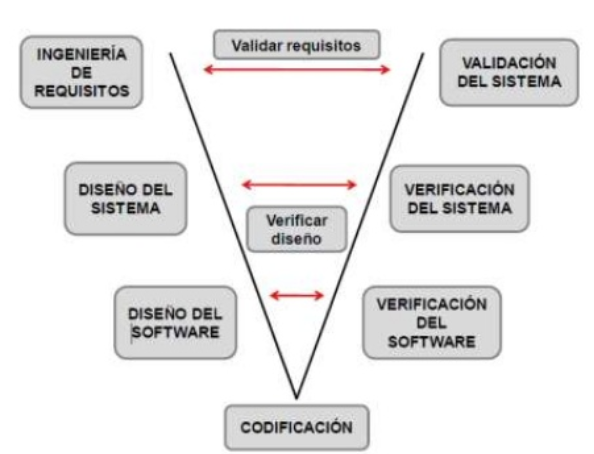 INGENIERÍA
DE
REQUISITOS
Validar requisitos
VALIDACIÓN
DEL SISTEMA
DISEÑO DEL
SISTEMA
Verificar
diseño
VERIFICACIÓN
DEL SISTEMA
DISEÑO DEL
SOFTWARE
VERIFICACIÓN
DEL
SOFTWARE
CODIFICACIÓN